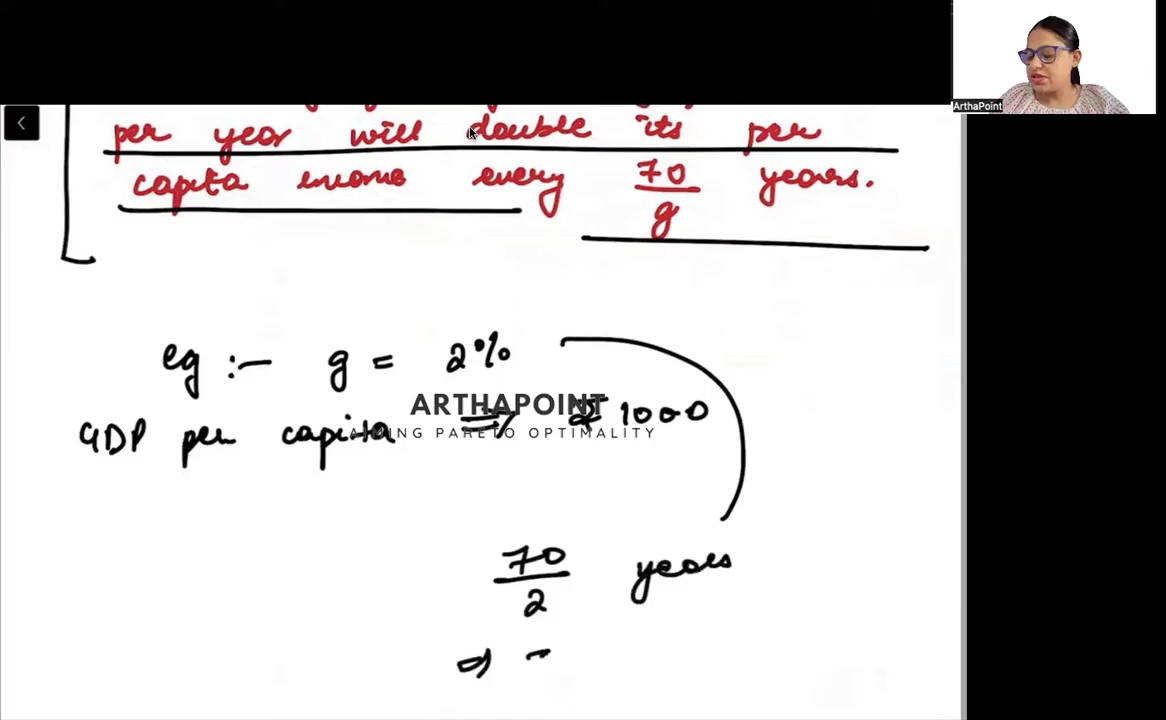 ArthaPoint
per year will double its per
capita income every 70/g years.
eg :- g = 2%
GDP per capita ⇒ 1000
ARTHAPOINT
AIMING PARETO OPTIMALITY
70/2 years
⇒